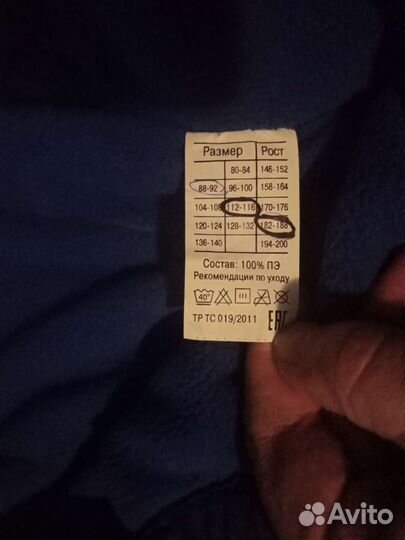 Размер Рост
80-84 146-152
88-92 96-100 158-164
104-108 112-116 170-176
120-124 128-132 182-188
136-140 194-200
Состав: 100% ПЭ
Рекомендации по уходу
40°
ТР ТС 019/2011 ЕАС
Avito